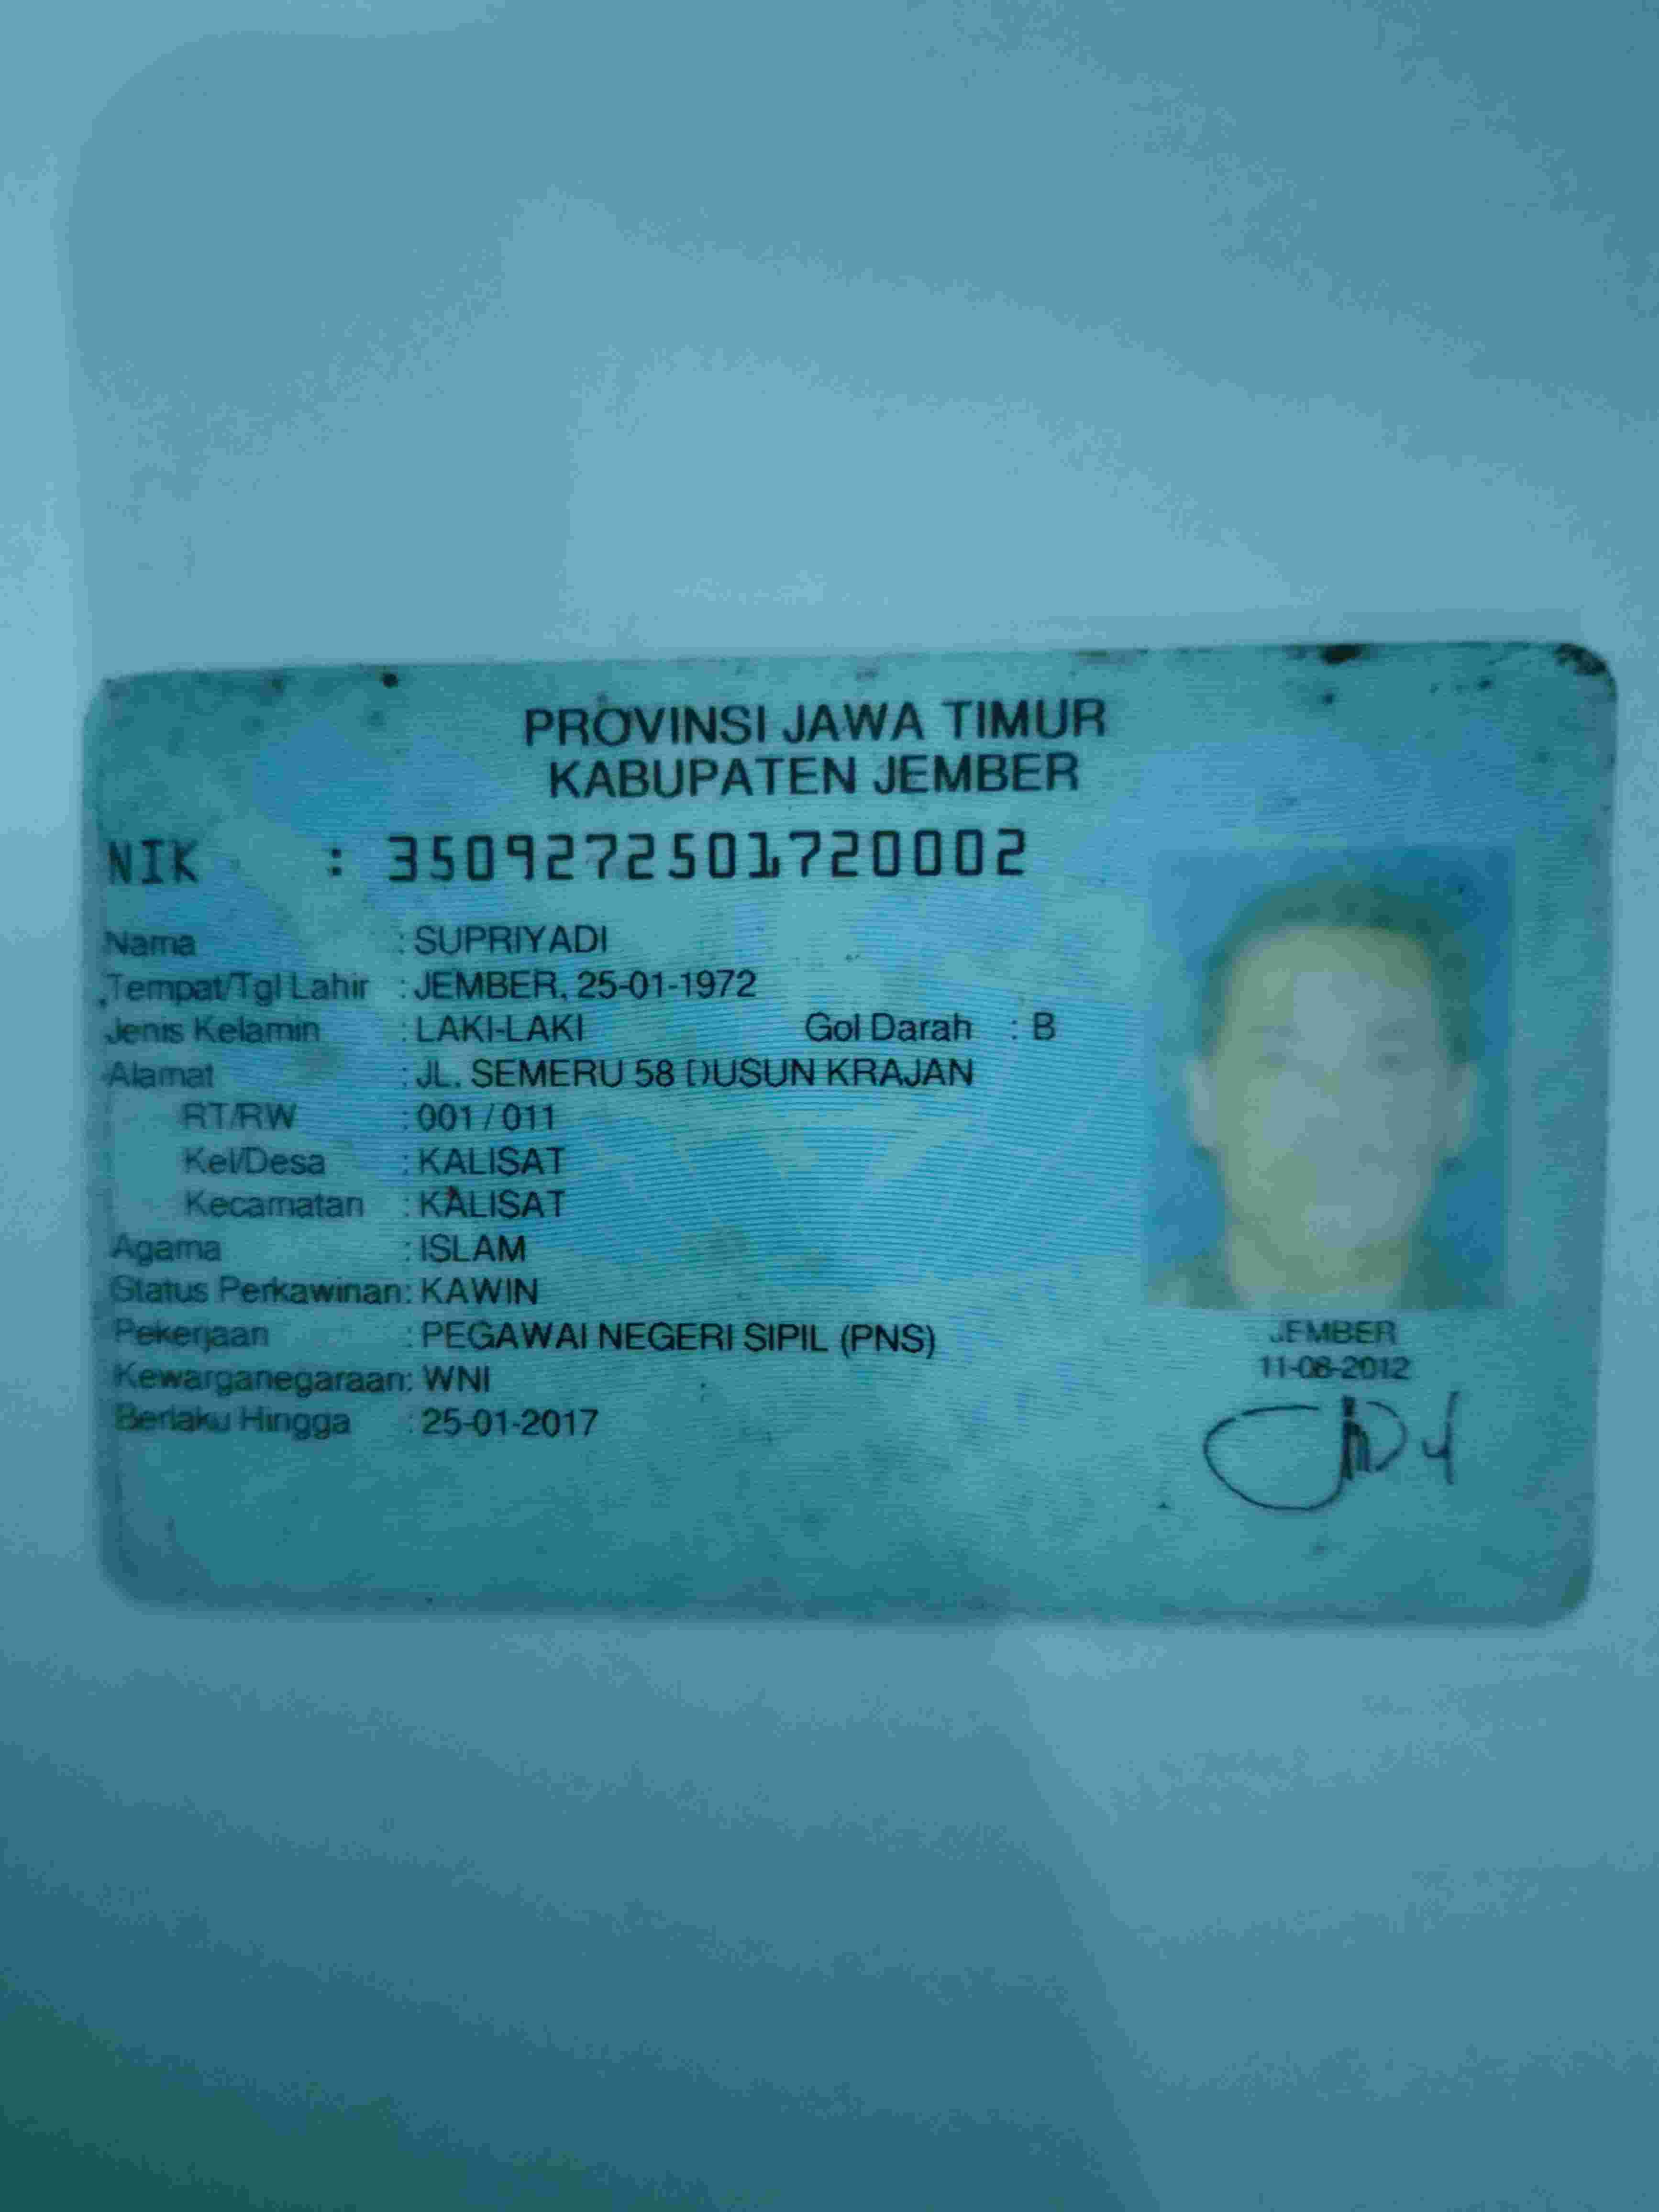 PROVINSI JAWA TIMUR
KABUPATEN JEMBER
NIK : 3509272501720002
Nama : SUPRIYADI
Tempat/Tgl Lahir : JEMBER, 25-01-1972
Jenis Kelamin : LAKI-LAKI Gol Darah : B
Alamat : JL. SEMERU 58 DUSUN KRAJAN
RT/RW : 001 / 011
Kel/Desa : KALISAT
Kecamatan : KALISAT
Agama : ISLAM
Status Perkawinan: KAWIN
Pekerjaan : PEGAWAI NEGERI SIPIL (PNS)
Kewarganegaraan: WNI
Berlaku Hingga : 25-01-2017
JEMBER
11-08-2012